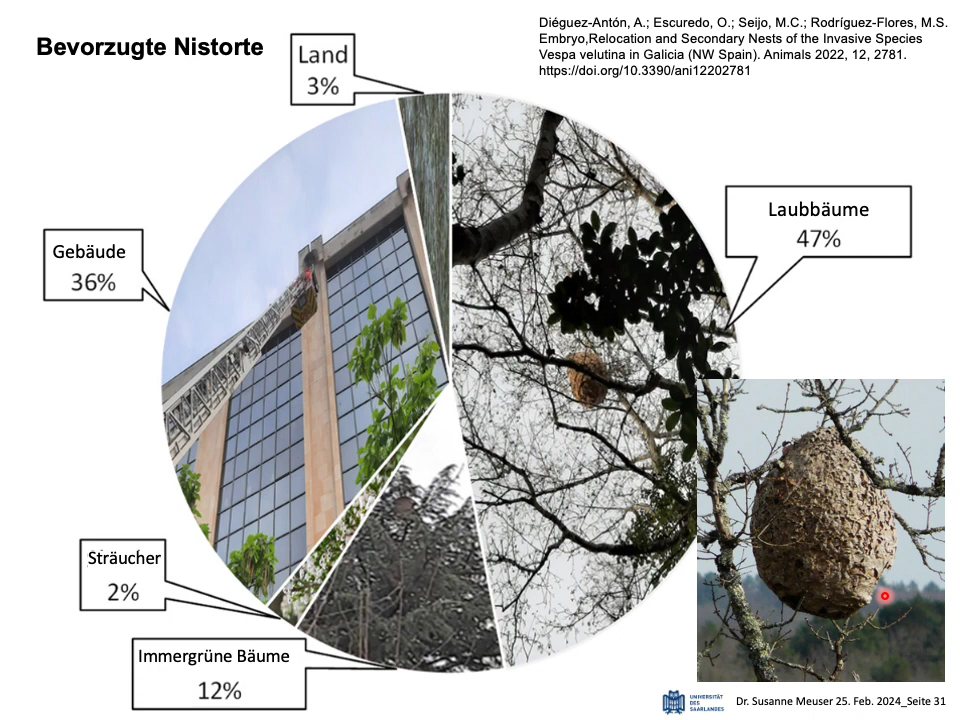 Bevorzugte Nistorte
Diéguez-Antón, A.; Escuredo, O.; Seijo, M.C.; Rodríguez-Flores, M.S.
Embryo,Relocation and Secondary Nests of the Invasive Species
Vespa velutina in Galicia (NW Spain). Animals 2022, 12, 2781.
https://doi.org/10.3390/ani12202781
Land
3%
Laubbäume
47%
Gebäude
36%
Sträucher
2%
Immergrüne Bäume
12%
UNIVERSITÄT
DES
SAARLANDES
Dr. Susanne Meuser 25. Feb. 2024_Seite 31